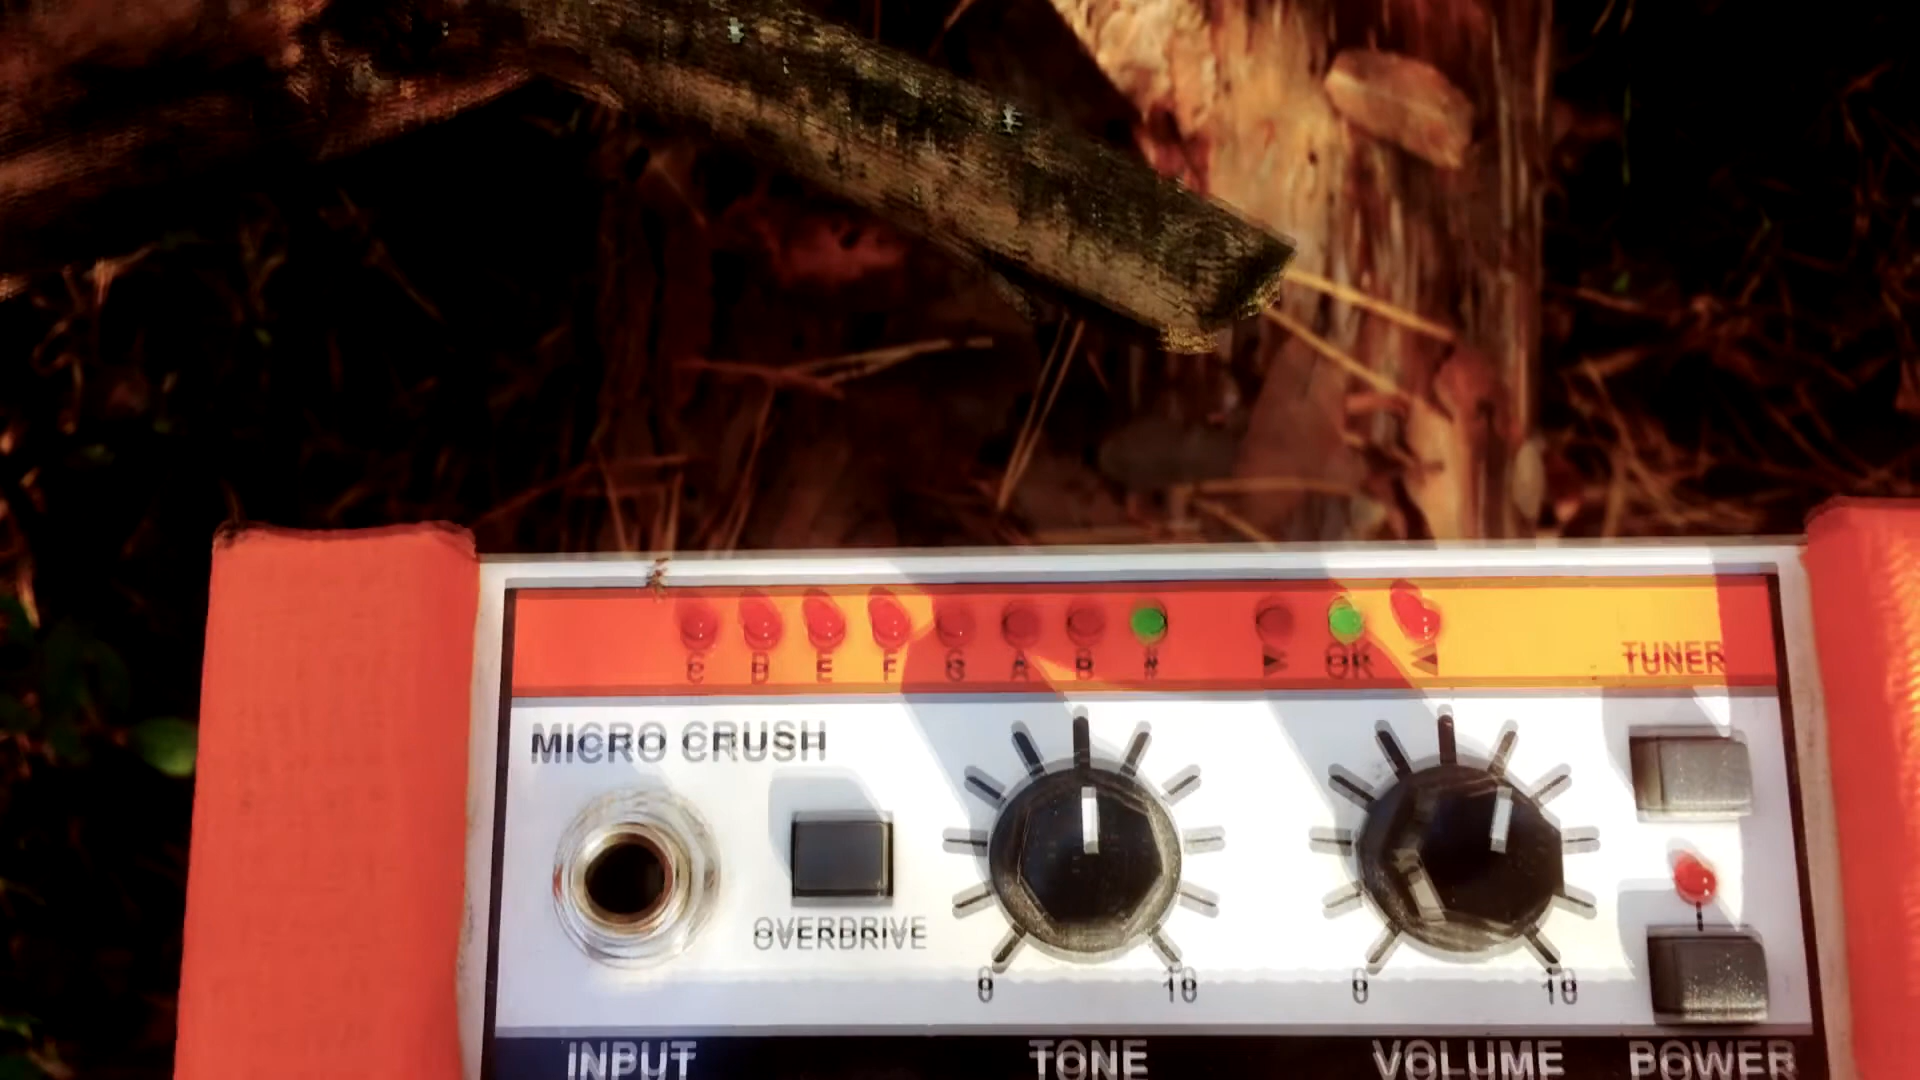 C D E F G A B # ► OK ◄
TUNER
MICRO CRUSH
OVERDRIVE
0 10 0 10
INPUT TONE VOLUME POWER